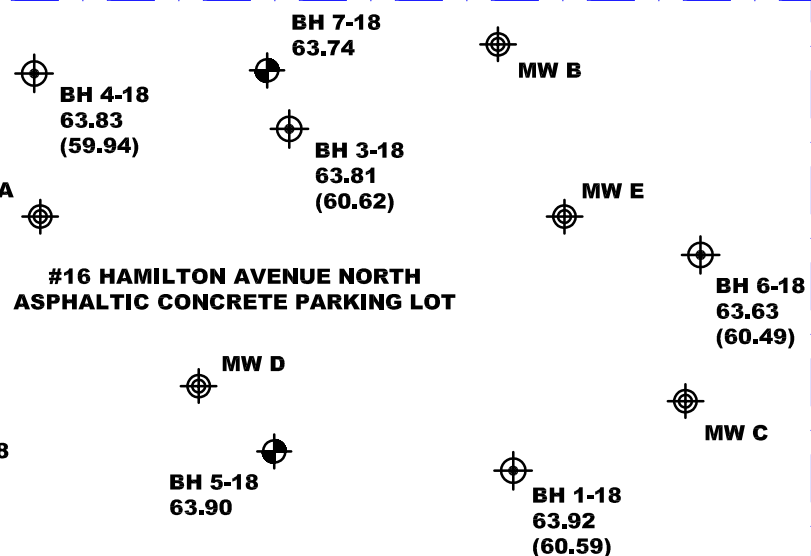 BH 7-18
63.74
MW B
BH 4-18
63.83
(59.94)
BH 3-18
63.81
(60.62)
A
MW E
#16 HAMILTON AVENUE NORTH
ASPHALTIC CONCRETE PARKING LOT
BH 6-18
63.63
(60.49)
MW D
MW C
8
BH 5-18
63.90
BH 1-18
63.92
(60.59)